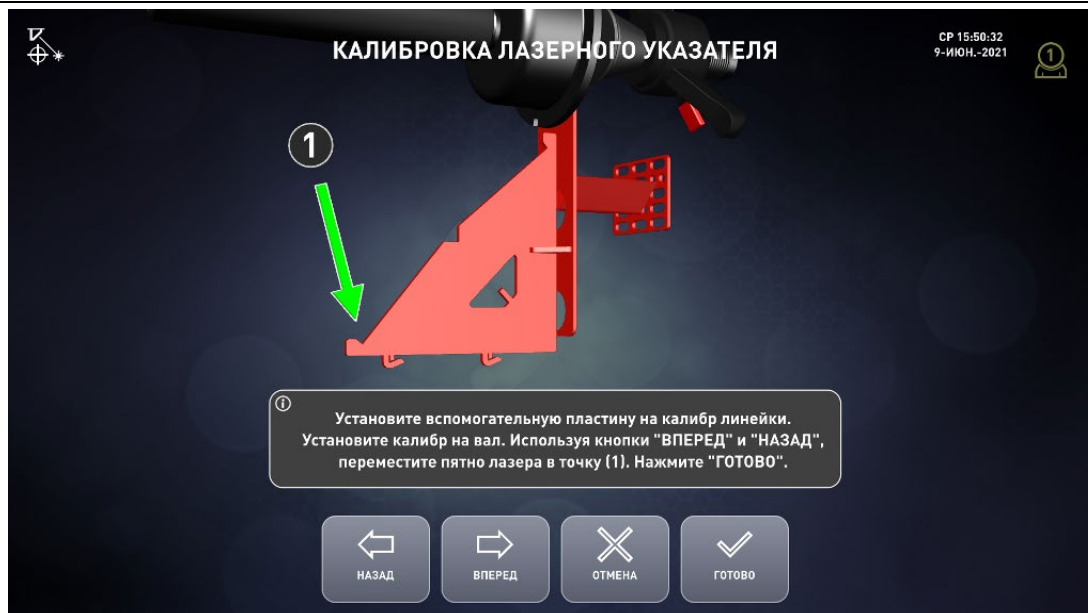 КАЛИБРОВКА ЛАЗЕРНОГО УКАЗАТЕЛЯ
СР 15:50:32
9-ИЮН.-2021
1
1
Установите вспомогательную пластину на калибр линейки.
Установите калибр на вал. Используя кнопки "ВПЕРЕД" и "НАЗАД",
переместите пятно лазера в точку (1). Нажмите "ГОТОВО".
НАЗАД
ВПЕРЕД
ОТМЕНА
ГОТОВО